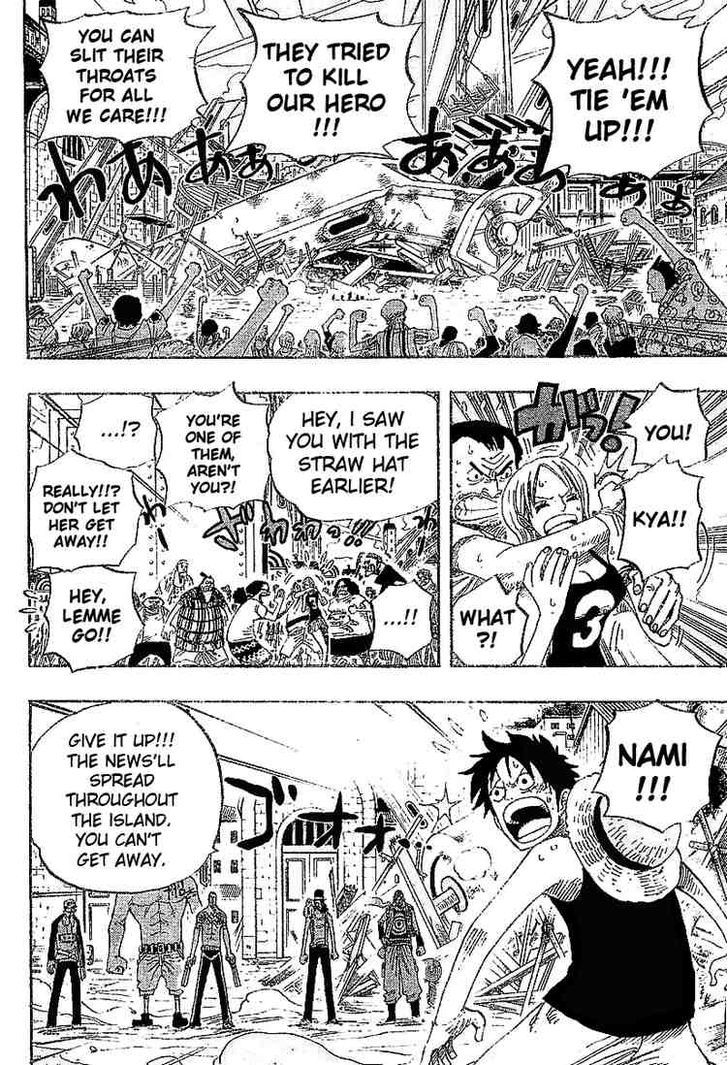 YEAH!!!
TIE 'EM
UP!!!
THEY TRIED
TO KILL
OUR HERO
!!!
YOU CAN
SLIT THEIR
THROATS
FOR ALL
WE CARE!!!
わああああああ
YOU!
KYA!!
WHAT
?!
ガッ!
HEY, I SAW
YOU WITH THE
STRAW HAT
EARLIER!
YOU'RE
ONE OF
THEM,
AREN'T
YOU?!
...!?
REALLY!!?
DON'T LET
HER GET
AWAY!!
HEY,
LEMME
GO!!
...!!
NAMI
!!!
ゴオオ
GIVE IT UP!!!
THE NEWS'LL
SPREAD
THROUGHOUT
THE ISLAND.
YOU CAN'T
GET AWAY.